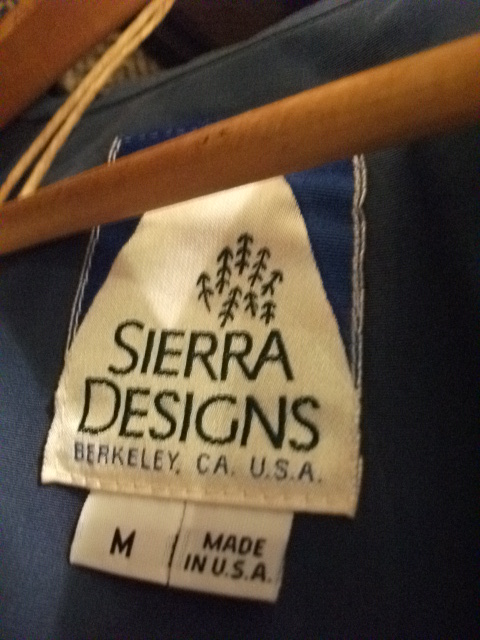 SIERRA
DESIGNS
BERKELEY, CA. U.S.A.
M
MADE
IN U.S.A.